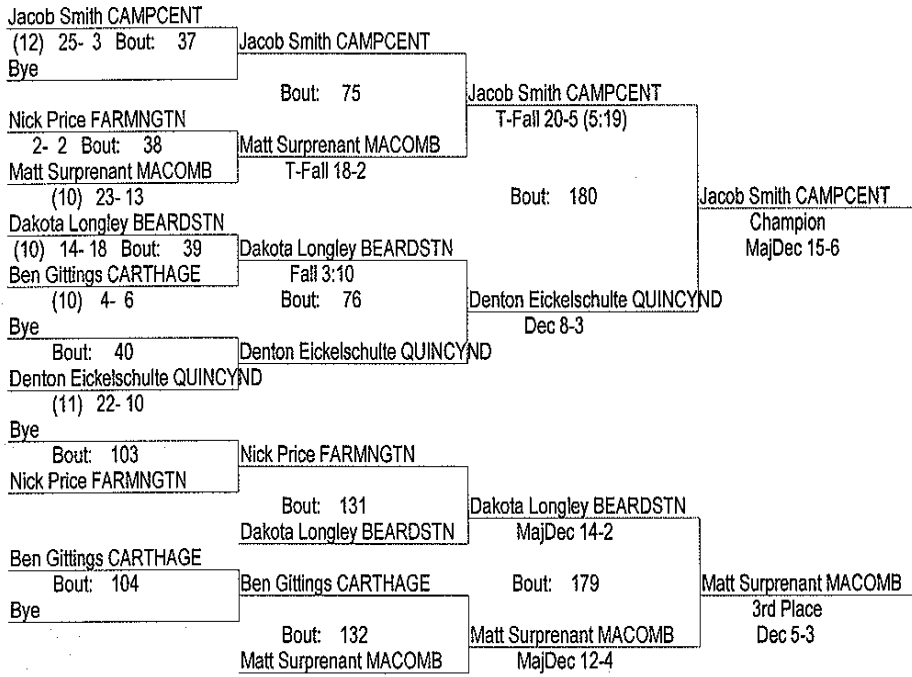 Jacob Smith CAMPCENT
(12) 25- 3 Bout: 37
Bye
Jacob Smith CAMPCENT
Bout: 75
Nick Price FARMNGTN
2- 2 Bout: 38
Matt Surprenant MACOMB
(10) 23- 13
Matt Surprenant MACOMB
T-Fall 18-2
Jacob Smith CAMPCENT
T-Fall 20-5 (5:19)
Bout: 180
Jacob Smith CAMPCENT
Champion
MajDec 15-6
Dakota Longley BEARDSTN
(10) 14- 18 Bout: 39
Ben Gittings CARTHAGE
(10) 4- 6
Dakota Longley BEARDSTN
Fall 3:10
Bout: 76
Bye
Bout: 40
Denton Eickelschulte QUINCYND
(11) 22- 10
Denton Eickelschulte QUINCYND
Denton Eickelschulte QUINCYND
Dec 8-3
Bye
Bout: 103
Nick Price FARMNGTN
Nick Price FARMNGTN
Bout: 131
Dakota Longley BEARDSTN
Dakota Longley BEARDSTN
MajDec 14-2
Ben Gittings CARTHAGE
Bout: 104
Bye
Ben Gittings CARTHAGE
Bout: 132
Matt Surprenant MACOMB
Bout: 179
Matt Surprenant MACOMB
MajDec 12-4
Matt Surprenant MACOMB
3rd Place
Dec 5-3